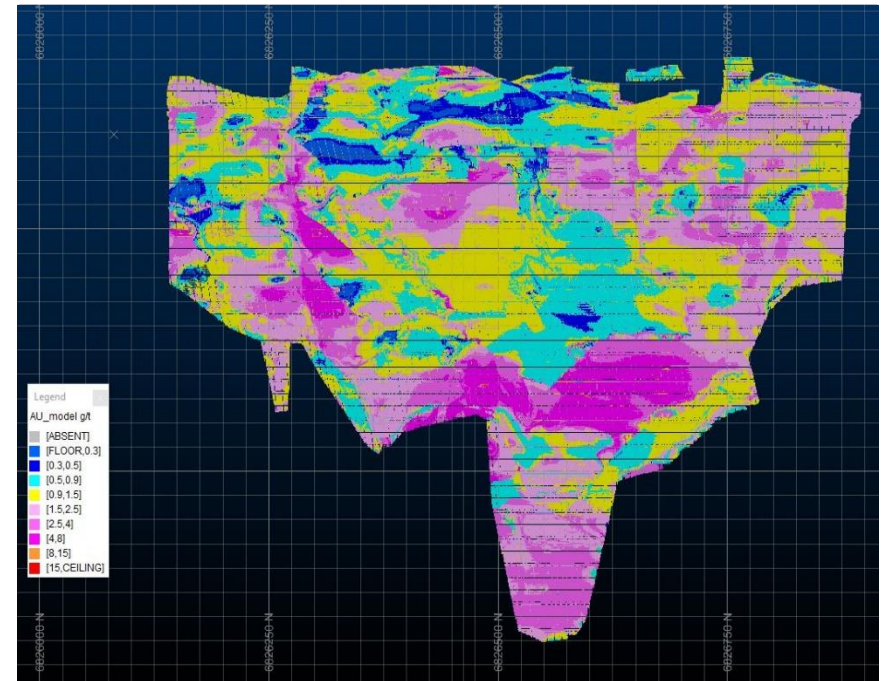 6826000 N
6826250 N
6826500 N
6826750 N
Legend
AU_model g/t
[ABSENT]
[FLOOR,0.3]
[0.3,0.5]
[0.5,0.9]
[0.9,1.5]
[1.5,2.5]
[2.5,4]
[4,8]
[8,15]
[15,CEILING]
6826000 N
6826250 N
6826500 N
6826750 N